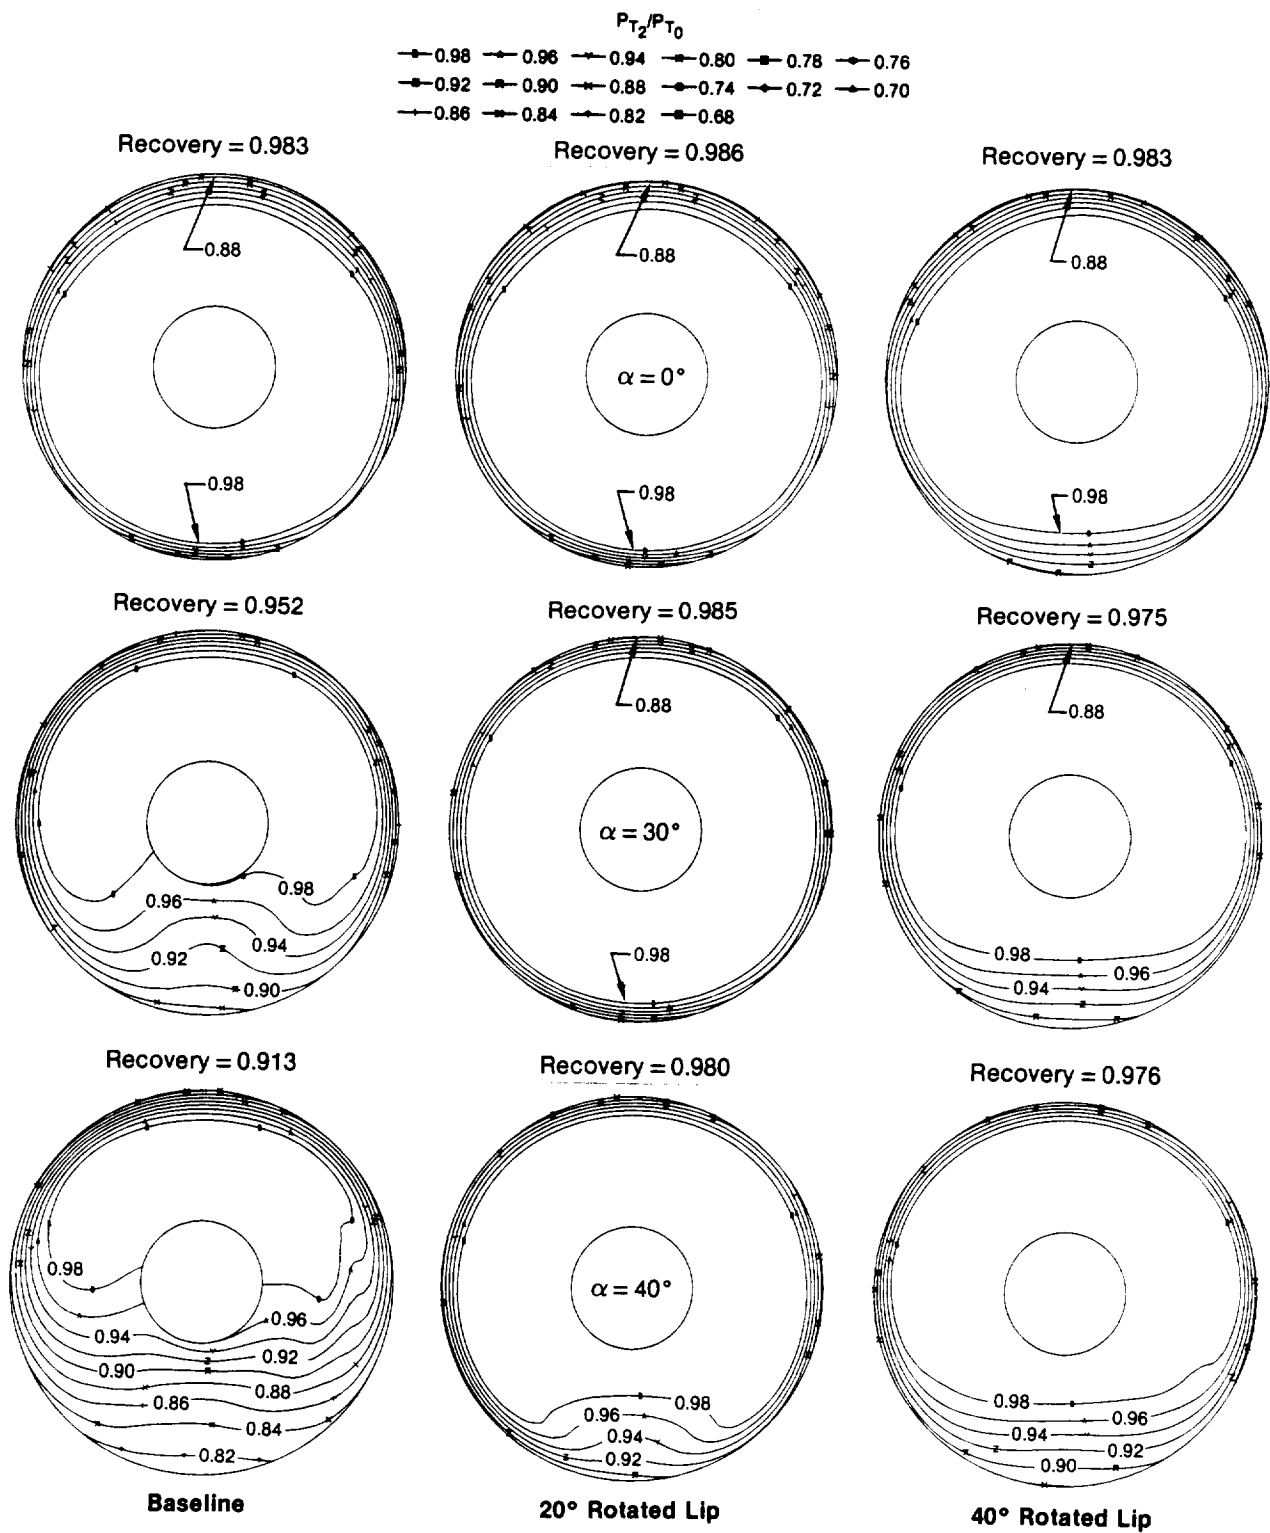 P_T2/P_T0
0.98 0.96 0.94 0.80 0.78 0.76
0.92 0.90 0.88 0.74 0.72 0.70
0.86 0.84 0.82 0.68
Recovery = 0.983
Recovery = 0.986
Recovery = 0.983
0.88
0.88
0.88
α = 0°
0.98
0.98
0.98
Recovery = 0.952
Recovery = 0.985
Recovery = 0.975
0.88
0.88
α = 30°
0.98
0.96
0.94
0.92
0.90
0.98
0.98
0.96
0.94
Recovery = 0.913
Recovery = 0.980
Recovery = 0.976
α = 40°
0.98
0.96
0.94
0.92
0.90
0.88
0.86
0.84
0.82
0.98
0.96
0.94
0.92
0.98
0.96
0.94
0.92
0.90
Baseline
20° Rotated Lip
40° Rotated Lip